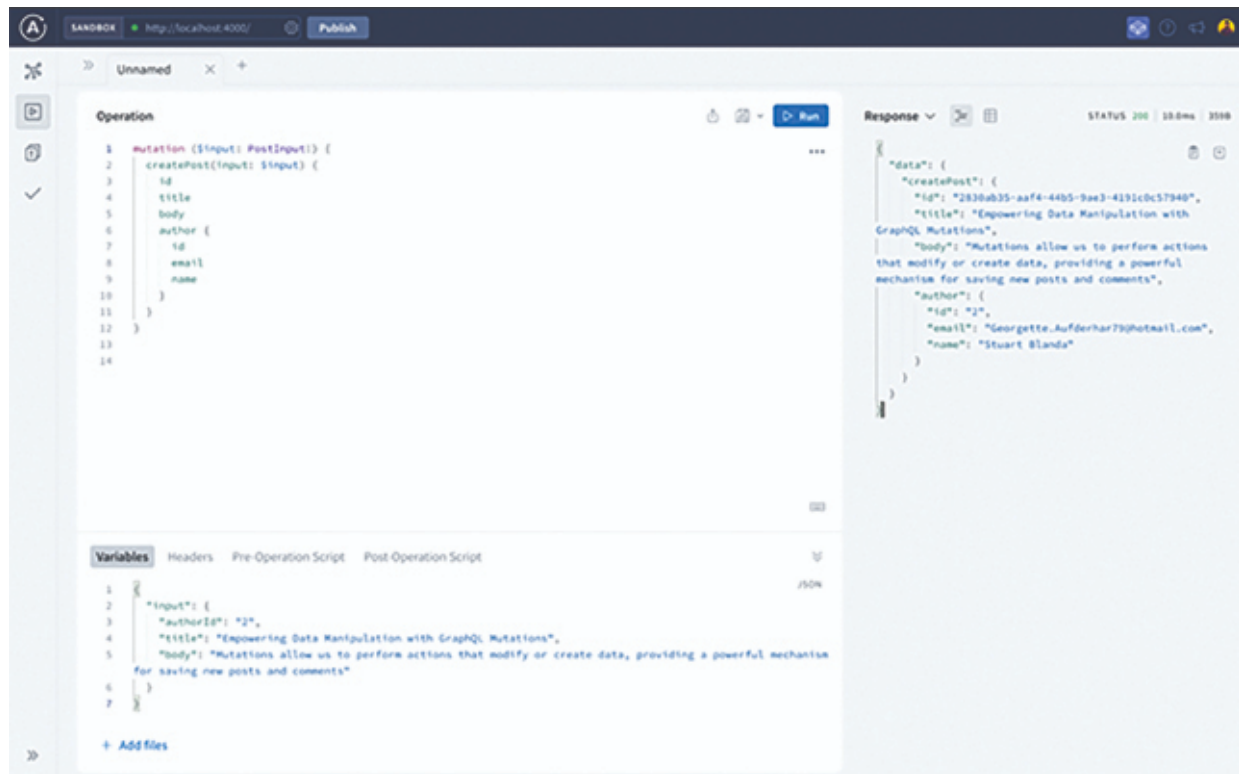 A
SANDBOX http://localhost:4000/ Publish
Unnamed × +
Operation
Run
1 mutation ($input: PostInput!) {
2 createPost(input: $input) {
3 id
4 title
5 body
6 author {
7 id
8 email
9 name
10 }
11 }
12 }
13
14
Variables Headers Pre-Operation Script Post-Operation Script
JSON
1 {
2 "input": {
3 "authorId": "2",
4 "title": "Empowering Data Manipulation with GraphQL Mutations",
5 "body": "Mutations allow us to perform actions that modify or create data, providing a powerful mechanism
for saving new posts and comments"
6 }
7 }
+ Add files
Response STATUS 200 10.0ms 359B
{
"data": {
"createPost": {
"id": "2830ab35-aaf4-44b5-9ae3-4191c0c57940",
"title": "Empowering Data Manipulation with
GraphQL Mutations",
"body": "Mutations allow us to perform actions
that modify or create data, providing a powerful
mechanism for saving new posts and comments",
"author": {
"id": "2",
"email": "Georgette.Aufderhar79@hotmail.com",
"name": "Stuart Blanda"
}
}
}
}